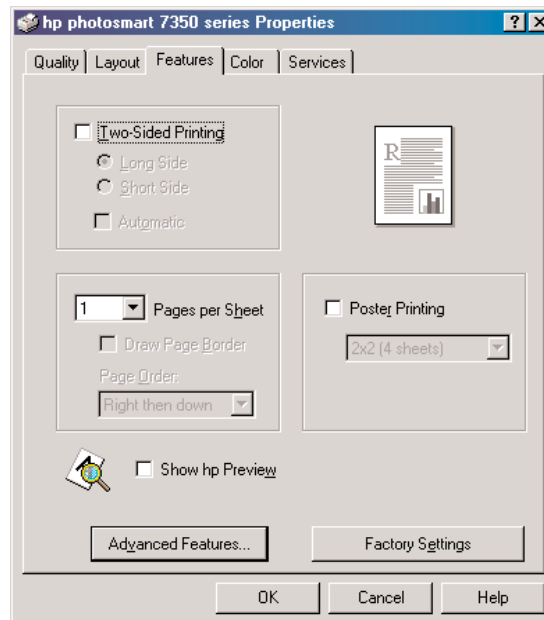 hp photosmart 7350 series Properties
Quality Layout Features Color Services
Two-Sided Printing
Long Side
Short Side
Automatic
R
1 Pages per Sheet
Draw Page Border
Page Order:
Right then down
Poster Printing
2x2 (4 sheets)
Show hp Preview
Advanced Features...
Factory Settings
OK Cancel Help